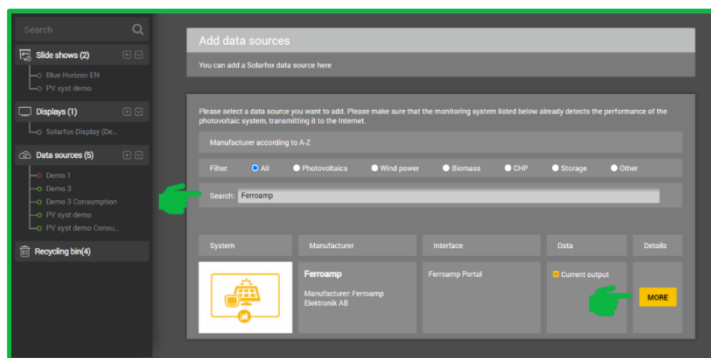 Search
Slide shows (2)
Blue Horizon EN
PV syst demo
Displays (1)
Solarfox-Display (De...
Data sources (5)
Demo 1
Demo 3
Demo 3 Consumption
PV syst demo
PV syst demo Consu...
Recycling bin(4)
Add data sources
You can add a Solarfox data source here
Please select a data source you want to add. Please make sure that the monitoring system listed below already detects the performance of the
photovoltaic system, transmitting it to the Internet.
Manufacturer according to A-Z
Filter: All Photovoltaics Wind power Biomass CHP Storage Other
Search: Ferroamp
System Manufacturer Interface Data Details
Ferroamp Ferroamp Portal Current output
Manufacturer: Ferroamp
Elektronik AB
MORE